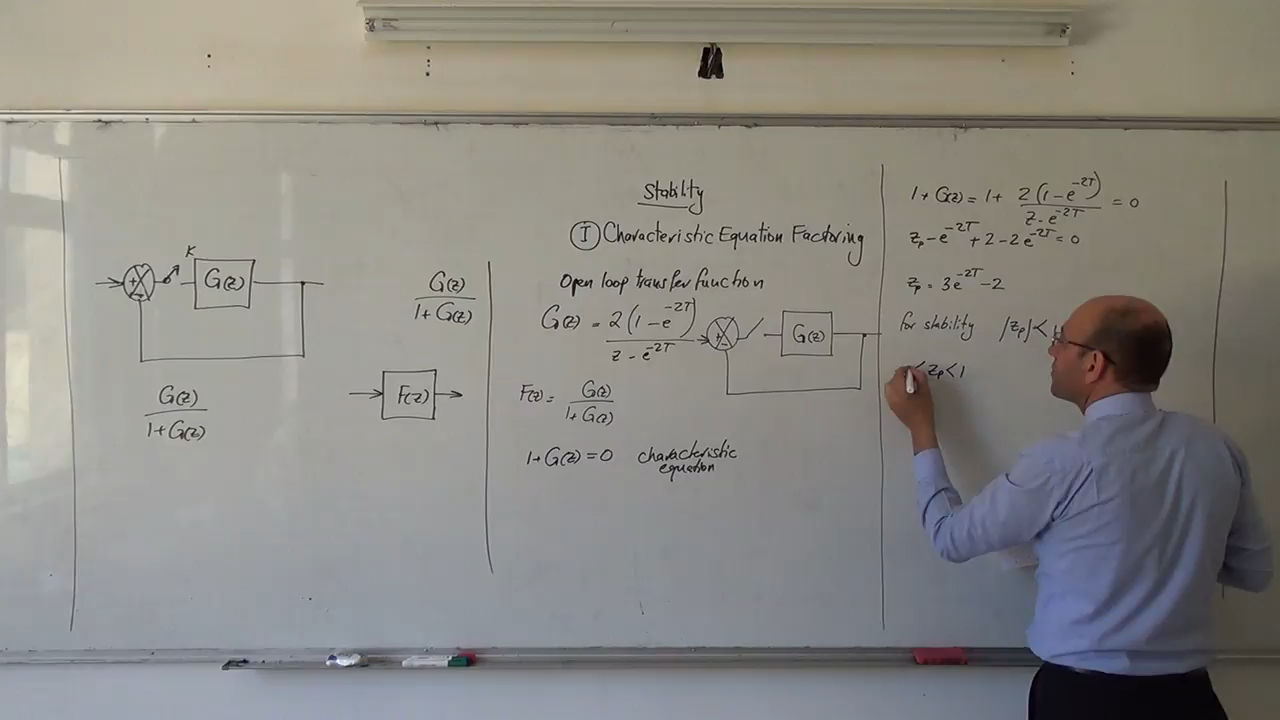 K
G(z)
G(z)
1+G(z)
G(z)
1+G(z)
F(z)
Stability
I Characteristic Equation Factoring
Open loop transfer function
G(z) = 2(1-e^-2T)
z-e^-2T
G(z)
F(z) = G(z)
1+G(z)
1+G(z)=0 characteristic
equation
1+G(z)=1+ 2(1-e^-2T) = 0
z-e^-2T
zp-e^-2T+2-2e^-2T=0
zp = 3e^-2T-2
for stability |zp|<
< zp < 1